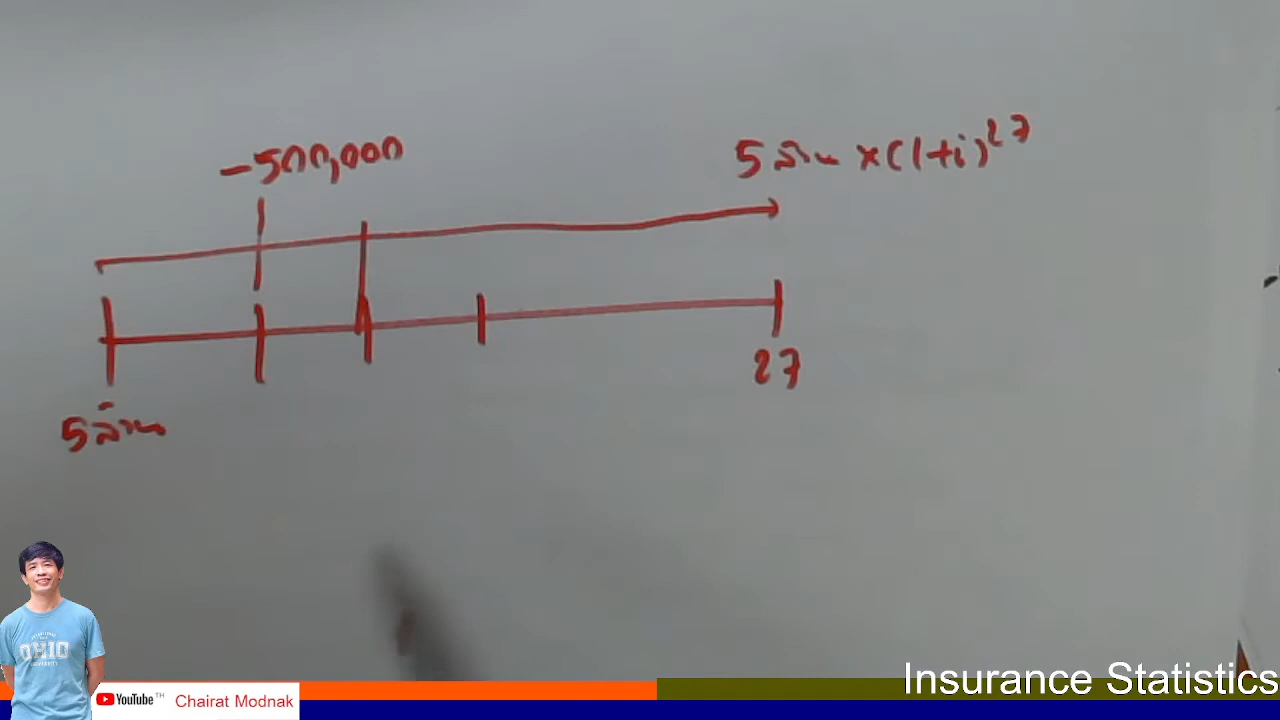 -500,000
5 ล้าน x (1+i)^27
27
5 ล้าน
OHIO
YouTube TH
Chairat Modnak
Insurance Statistics